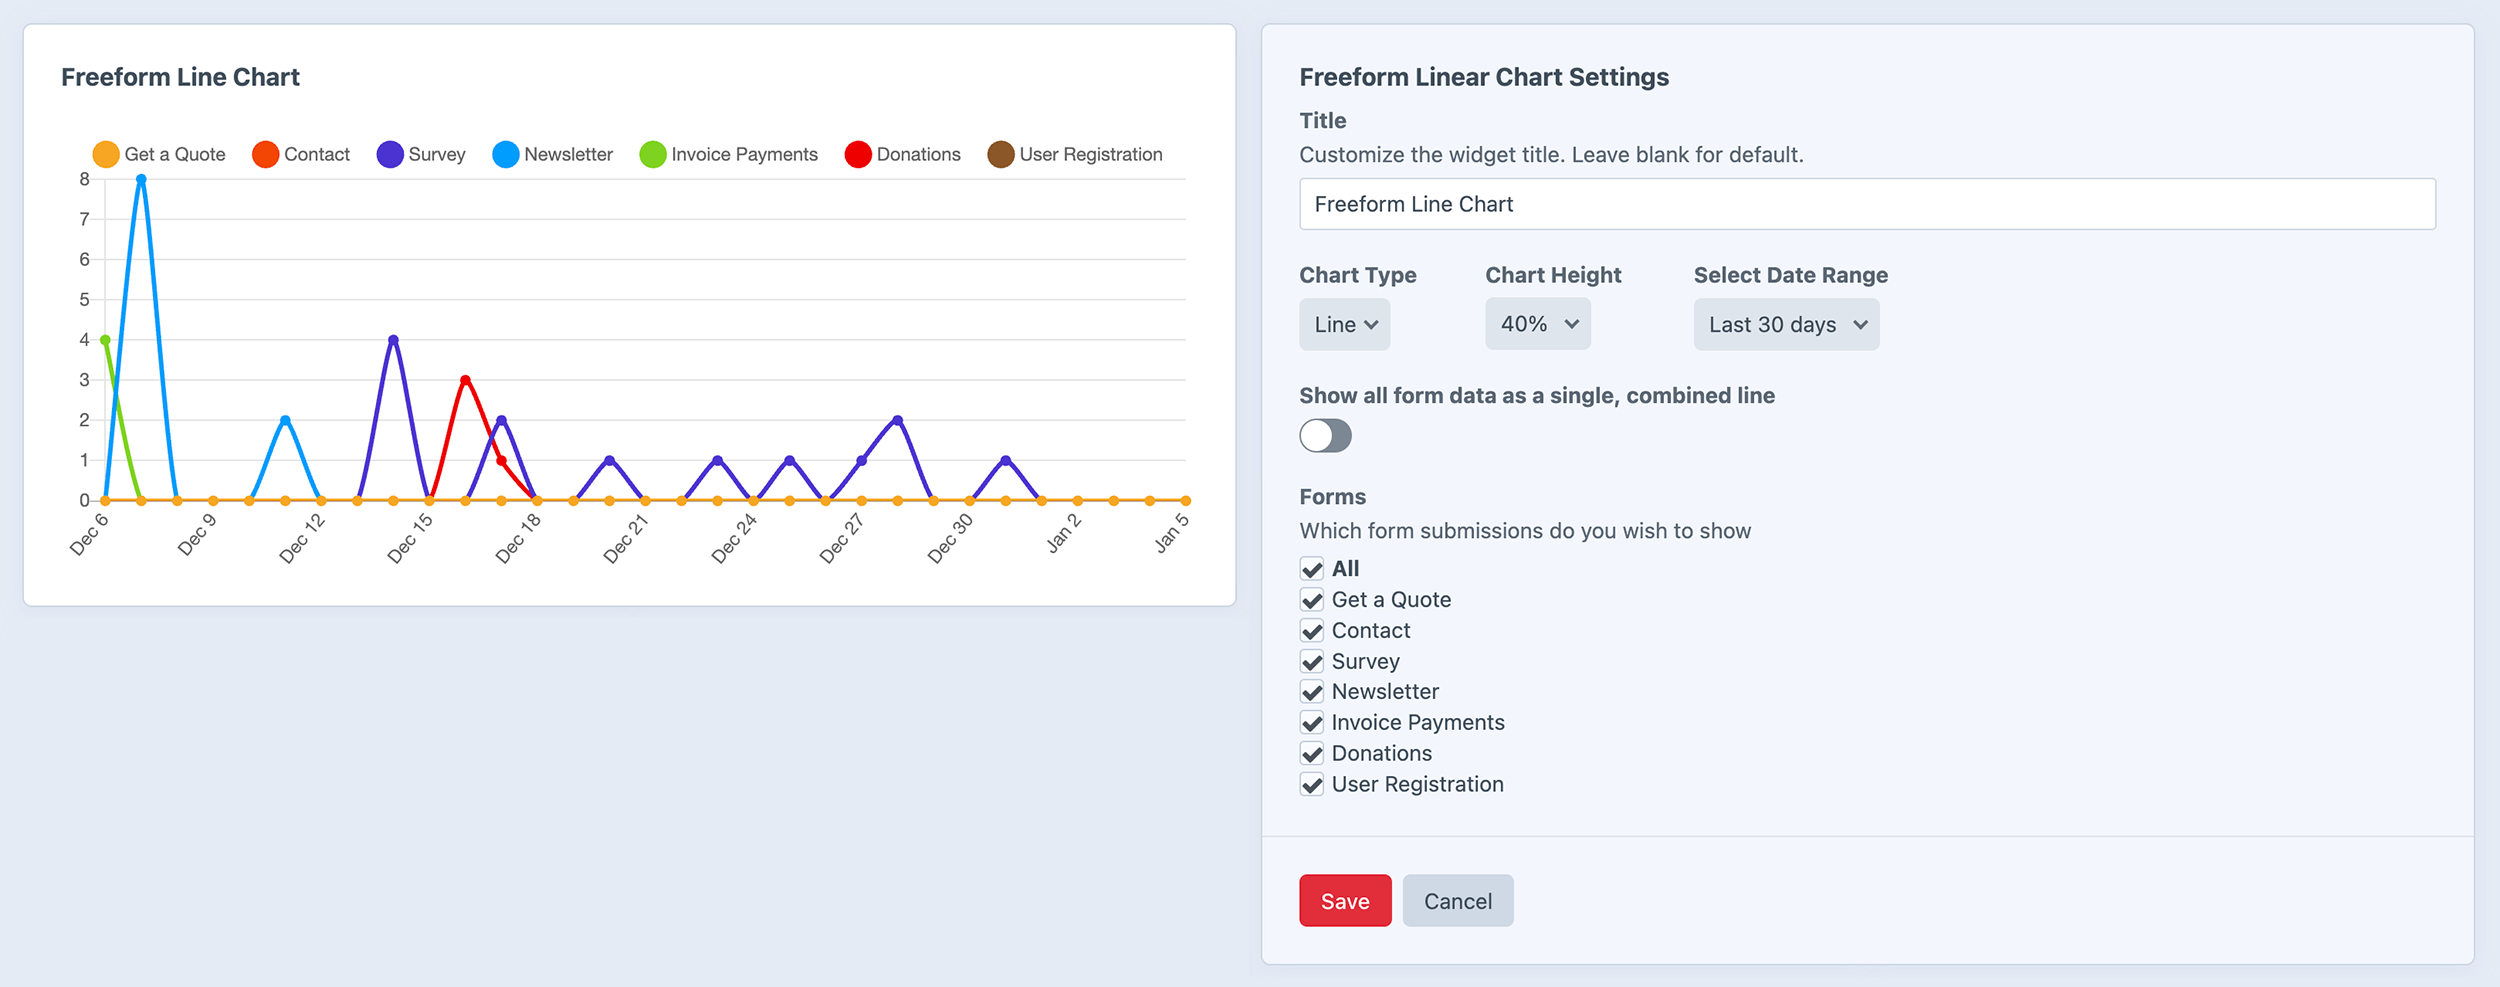 Freeform Line Chart
Get a Quote Contact Survey Newsletter Invoice Payments Donations User Registration
8
7
6
5
4
3
2
1
0
Dec 6 Dec 9 Dec 12 Dec 15 Dec 18 Dec 21 Dec 24 Dec 27 Dec 30 Jan 2 Jan 5
Freeform Linear Chart Settings
Title
Customize the widget title. Leave blank for default.
Freeform Line Chart
Chart Type Chart Height Select Date Range
Line 40% Last 30 days
Show all form data as a single, combined line
Forms
Which form submissions do you wish to show
All
Get a Quote
Contact
Survey
Newsletter
Invoice Payments
Donations
User Registration
Save Cancel